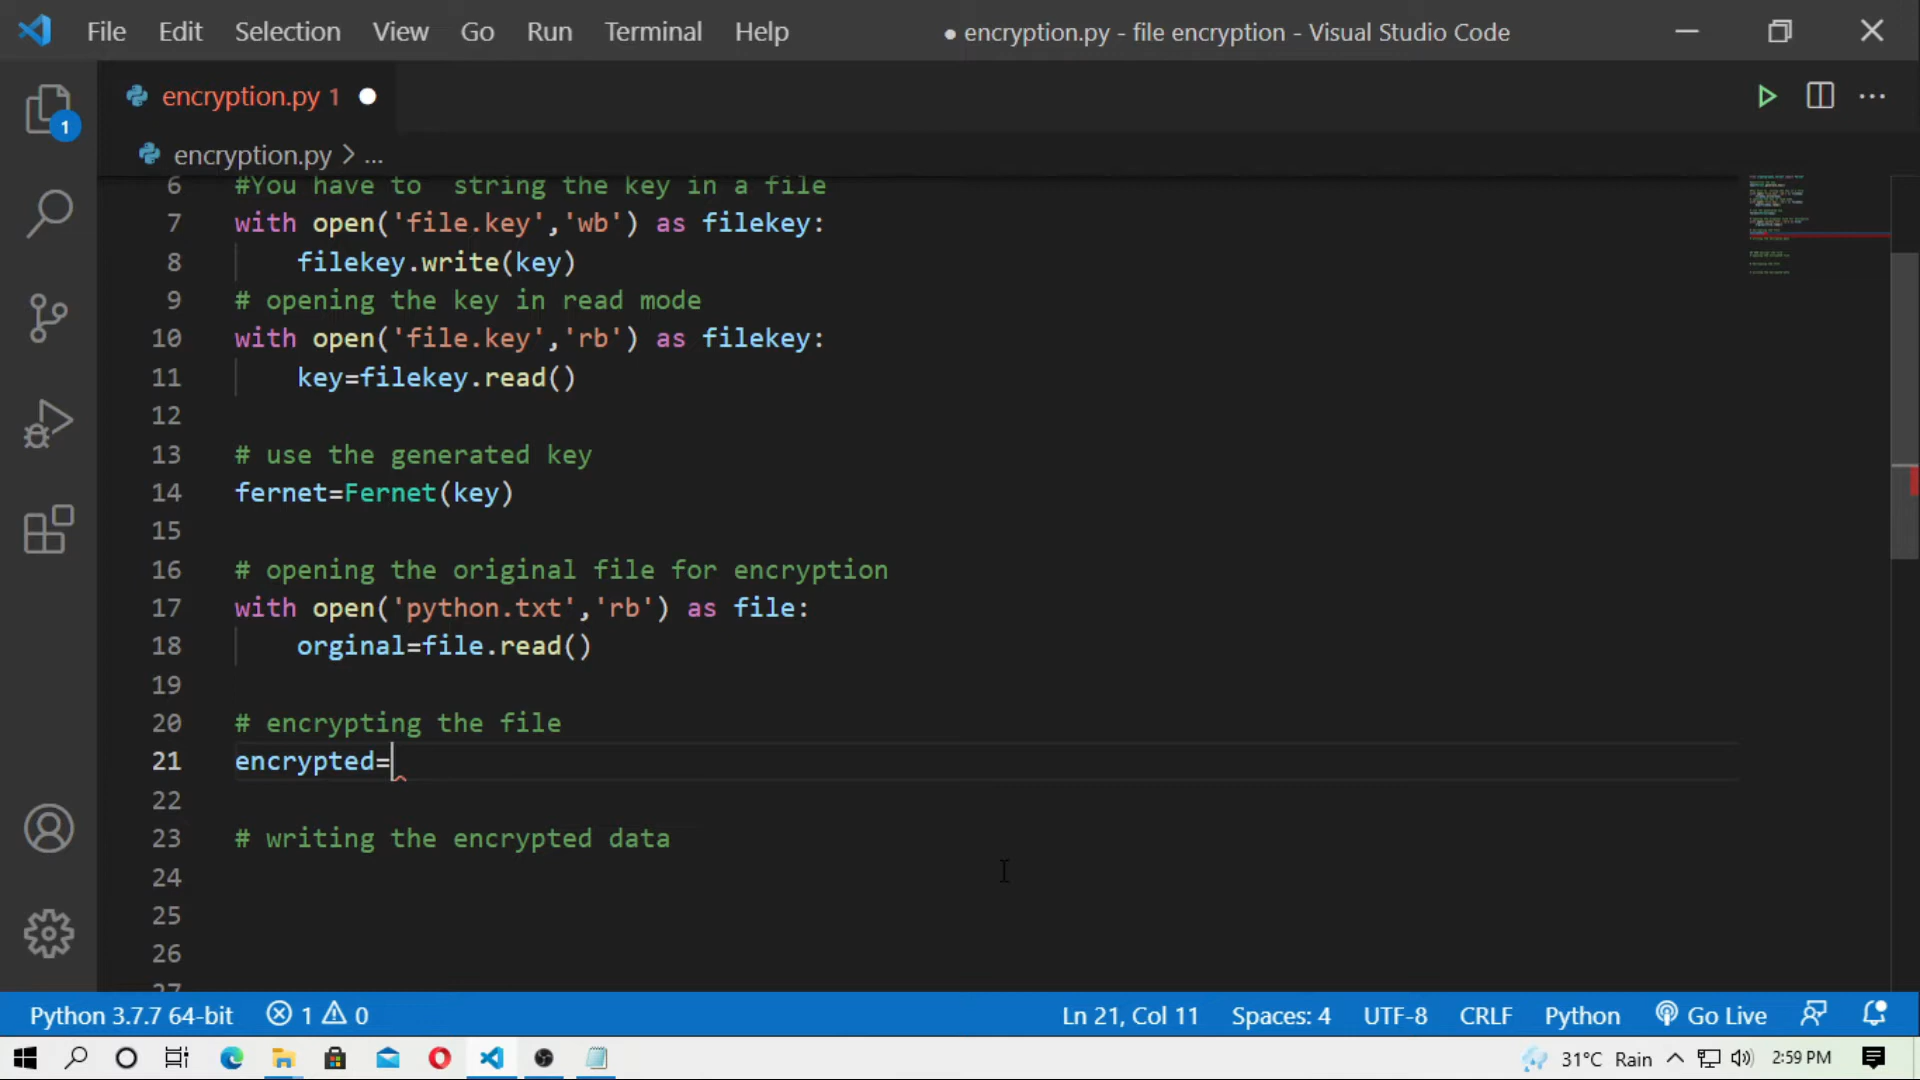 File Edit Selection View Go Run Terminal Help ● encryption.py - file encryption - Visual Studio Code
encryption.py 1
encryption.py > ...
1
6 #You have to  string the key in a file
7 with open('file.key','wb') as filekey:
8 filekey.write(key)
9 # opening the key in read mode
10 with open('file.key','rb') as filekey:
11 key=filekey.read()
12
13 # use the generated key
14 fernet=Fernet(key)
15
16 # opening the original file for encryption
17 with open('python.txt','rb') as file:
18 orginal=file.read()
19
20 # encrypting the file
21 encrypted=
22
23 # writing the encrypted data
24
25
26
27
Python 3.7.7 64-bit 1 0 Ln 21, Col 11 Spaces: 4 UTF-8 CRLF Python Go Live
31°C Rain 2:59 PM